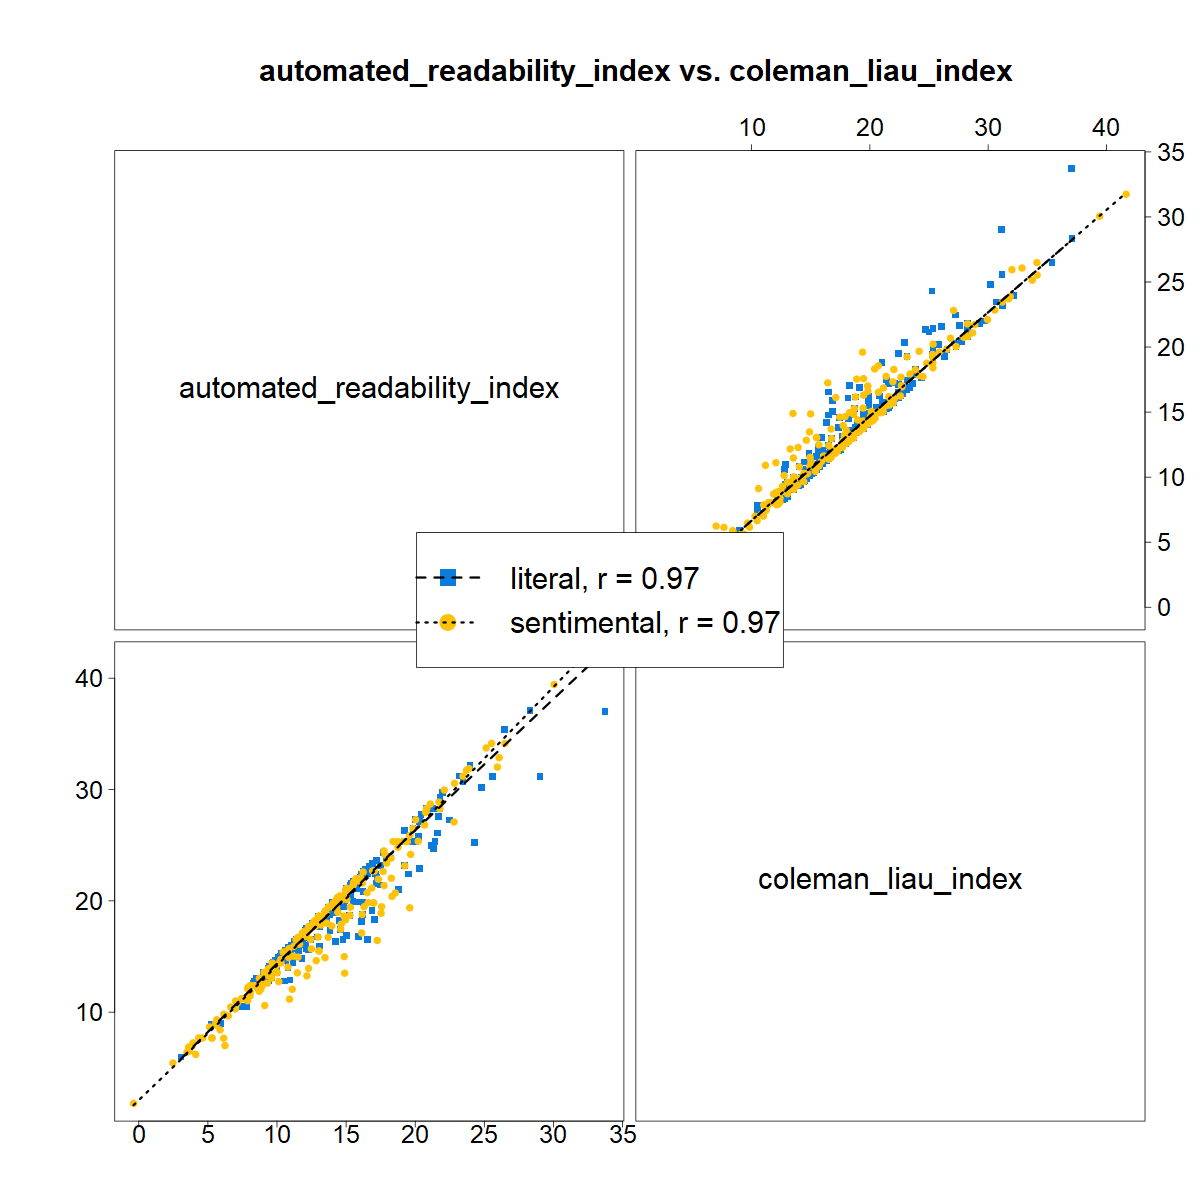 automated_readability_index vs. coleman_liau_index
10 20 30 40
35
30
25
20
15
10
5
0
automated_readability_index
literal, r = 0.97
sentimental, r = 0.97
40
30
20
10
coleman_liau_index
0 5 10 15 20 25 30 35